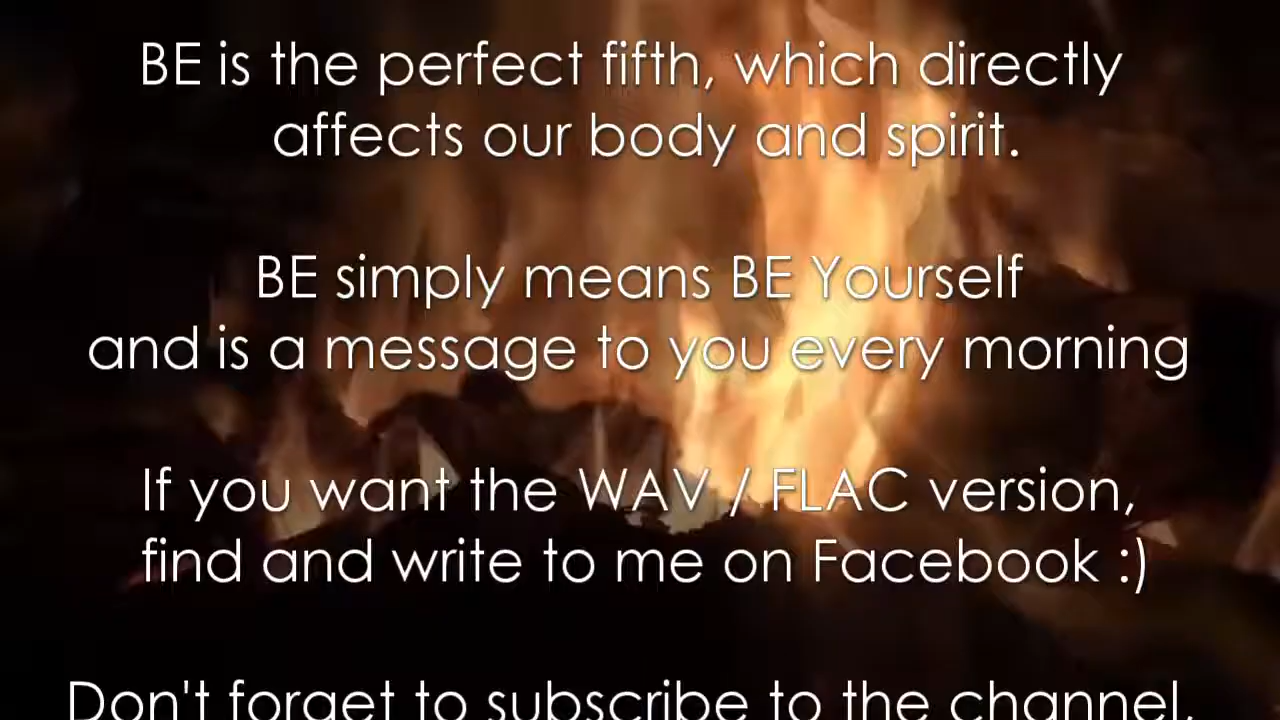 BE is the perfect fifth, which directly
affects our body and spirit.
BE simply means BE Yourself
and is a message to you every morning
If you want the WAV / FLAC version,
find and write to me on Facebook :)
Don't forget to subscribe to the channel.